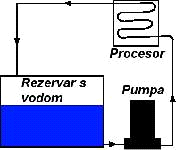 Procesor
Rezervar s
vodom
Pumpa